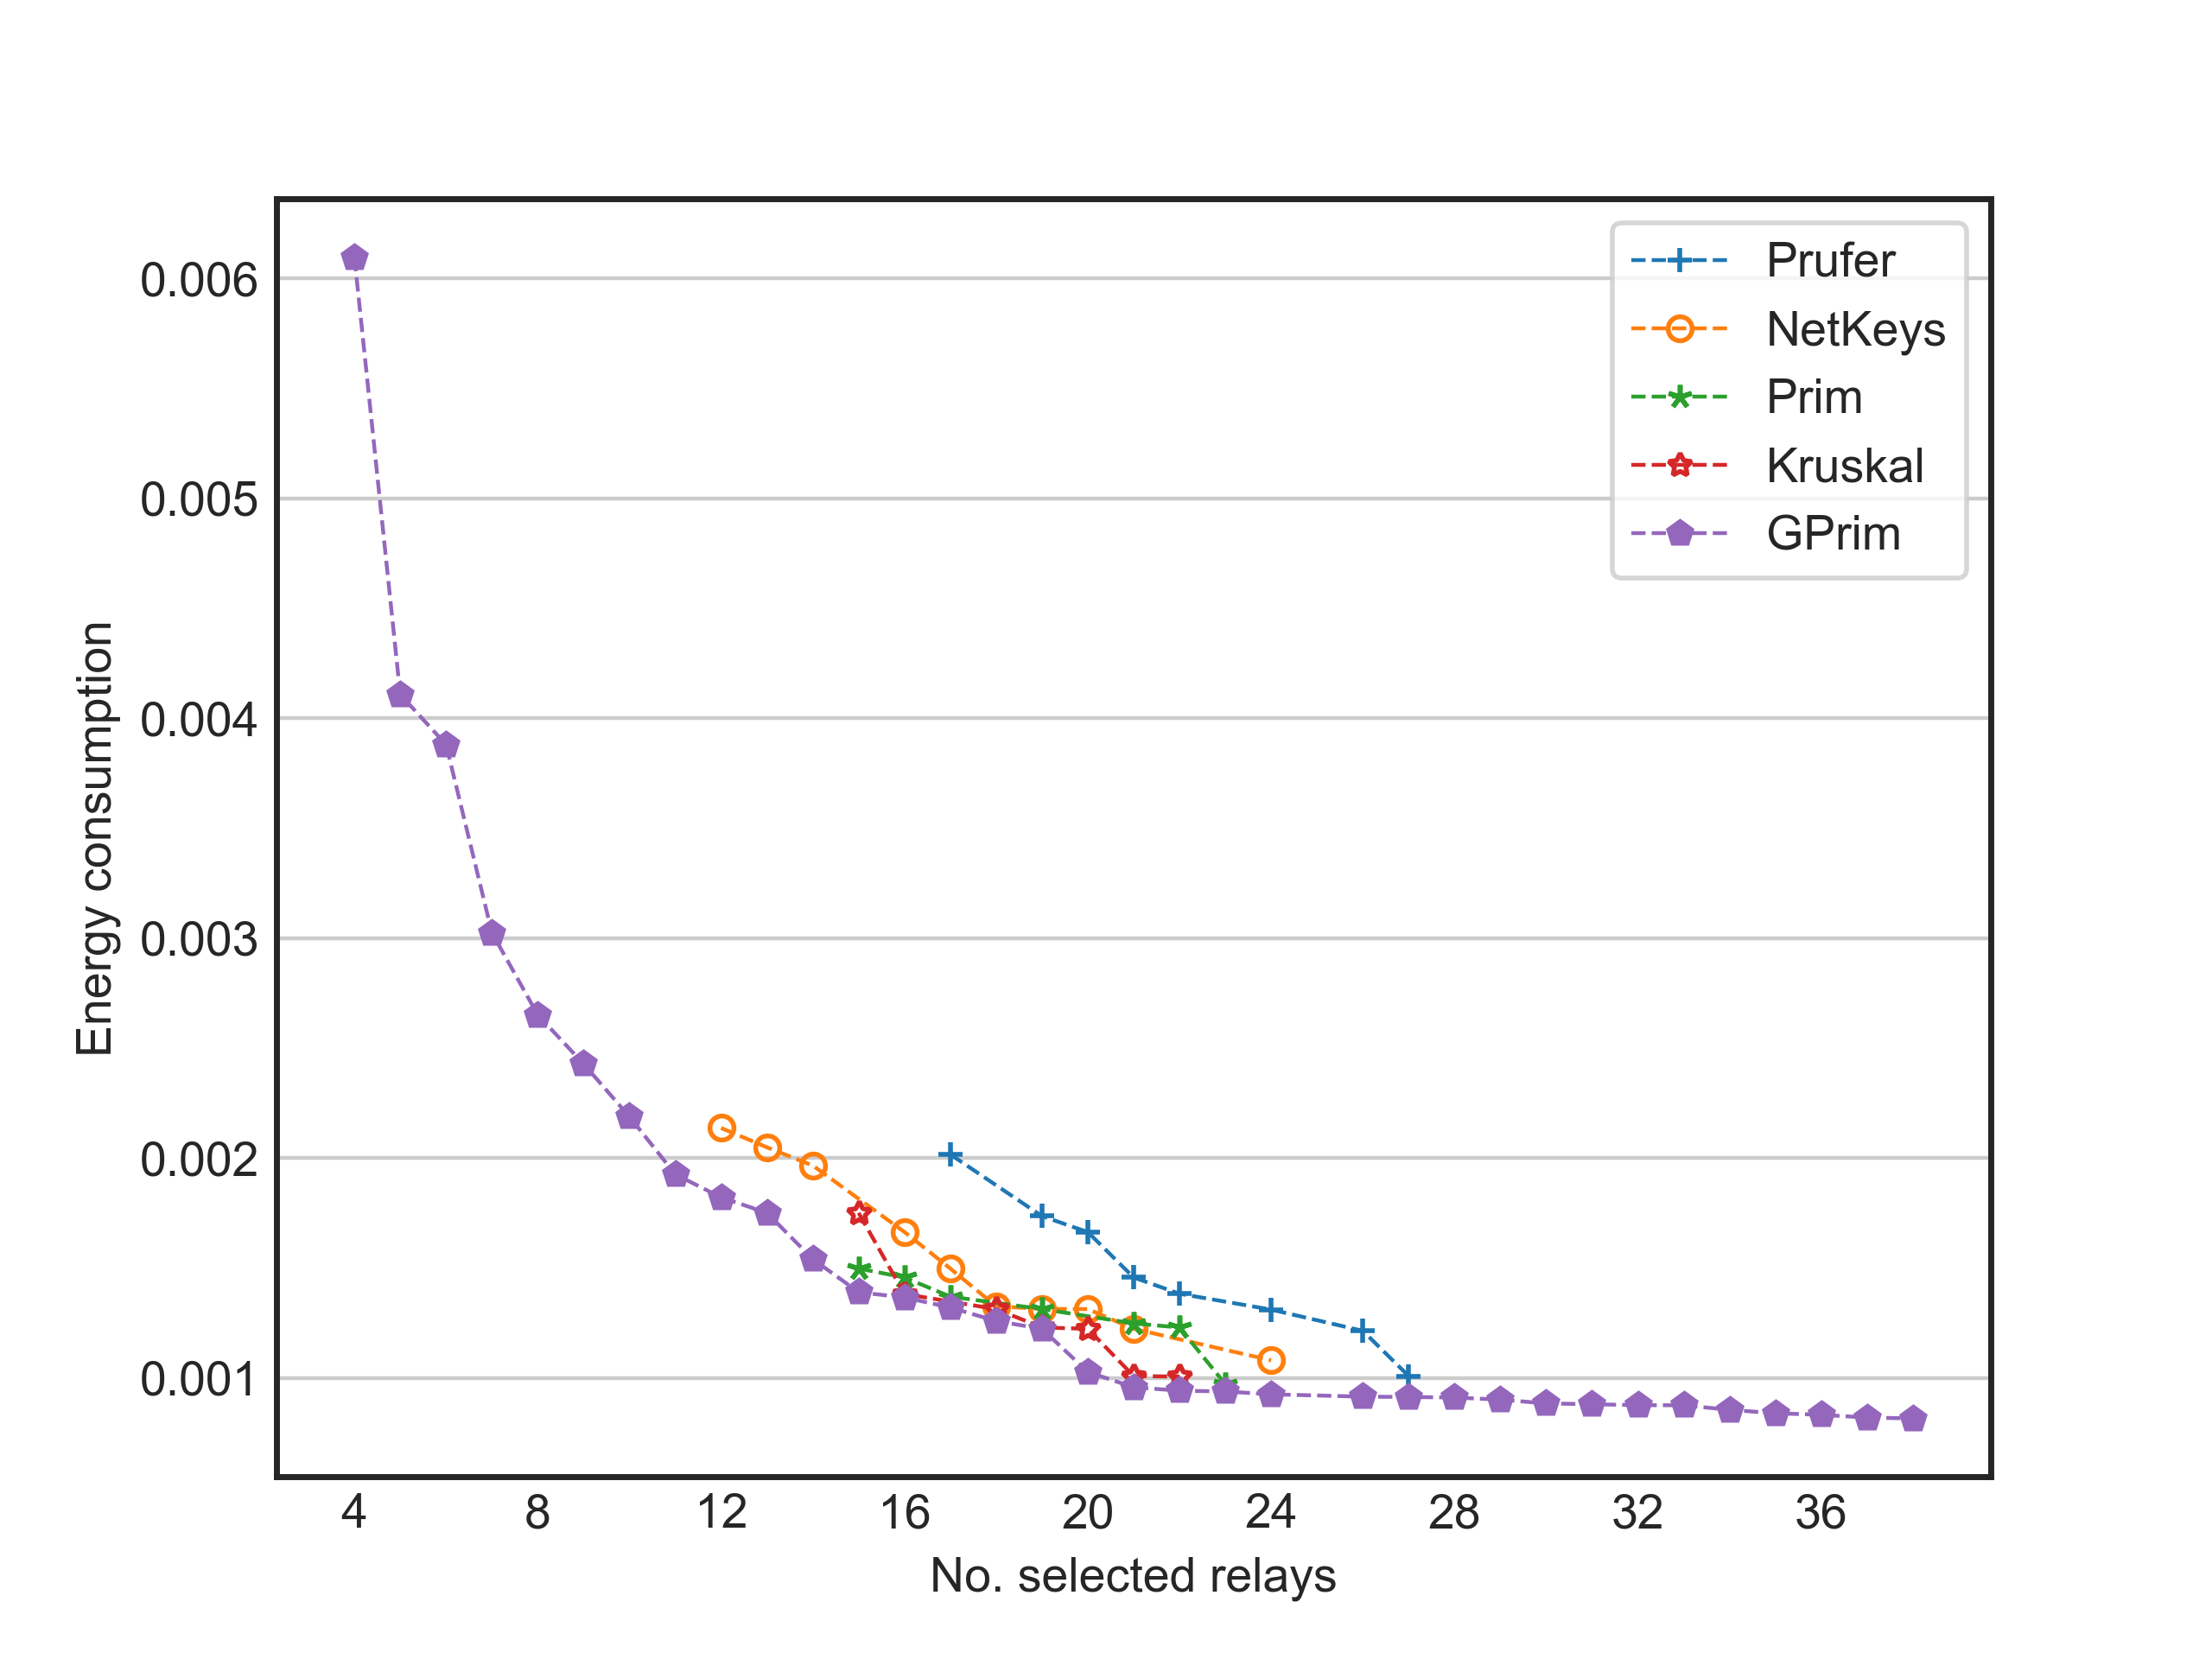 Prufer
NetKeys
Prim
Kruskal
GPrim
0.006
0.005
0.004
0.003
0.002
0.001
Energy consumption
4 8 12 16 20 24 28 32 36
No. selected relays